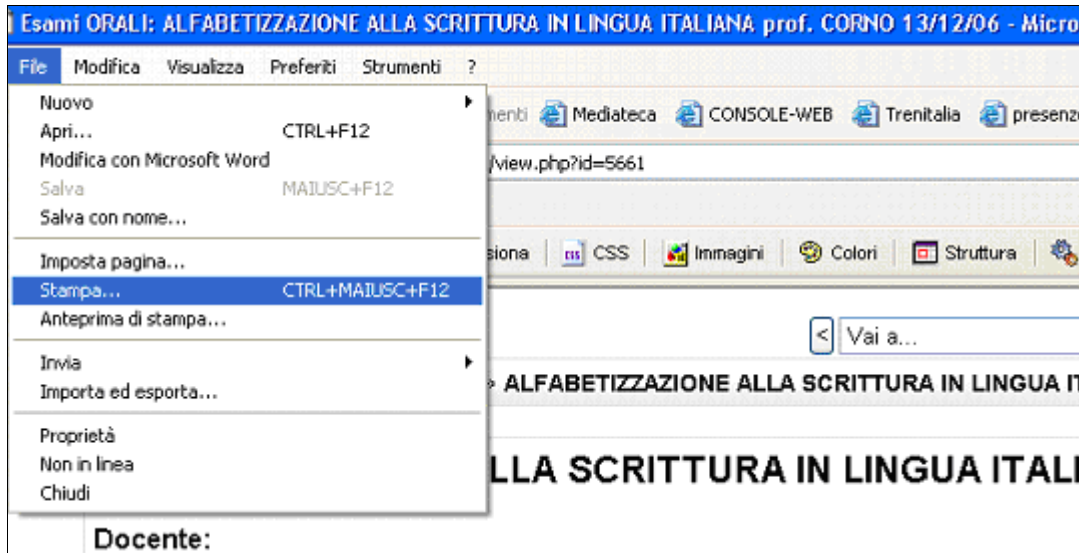 Esami ORALI: ALFABETIZZAZIONE ALLA SCRITTURA IN LINGUA ITALIANA prof. CORNO 13/12/06 - Micro
File Modifica Visualizza Preferiti Strumenti ?
Nuovo
Apri... CTRL+F12
Modifica con Microsoft Word
Salva MAIUSC+F12
Salva con nome...
Imposta pagina...
Stampa... CTRL+MAIUSC+F12
Anteprima di stampa...
Invia
Importa ed esporta...
Proprietà
Non in linea
Chiudi
menti Mediateca CONSOLE-WEB Trenitalia presenze
/view.php?id=5661
siona CSS Immagini Colori Struttura
< Vai a...
ALFABETIZZAZIONE ALLA SCRITTURA IN LINGUA IT
LLA SCRITTURA IN LINGUA ITALI
Docente: